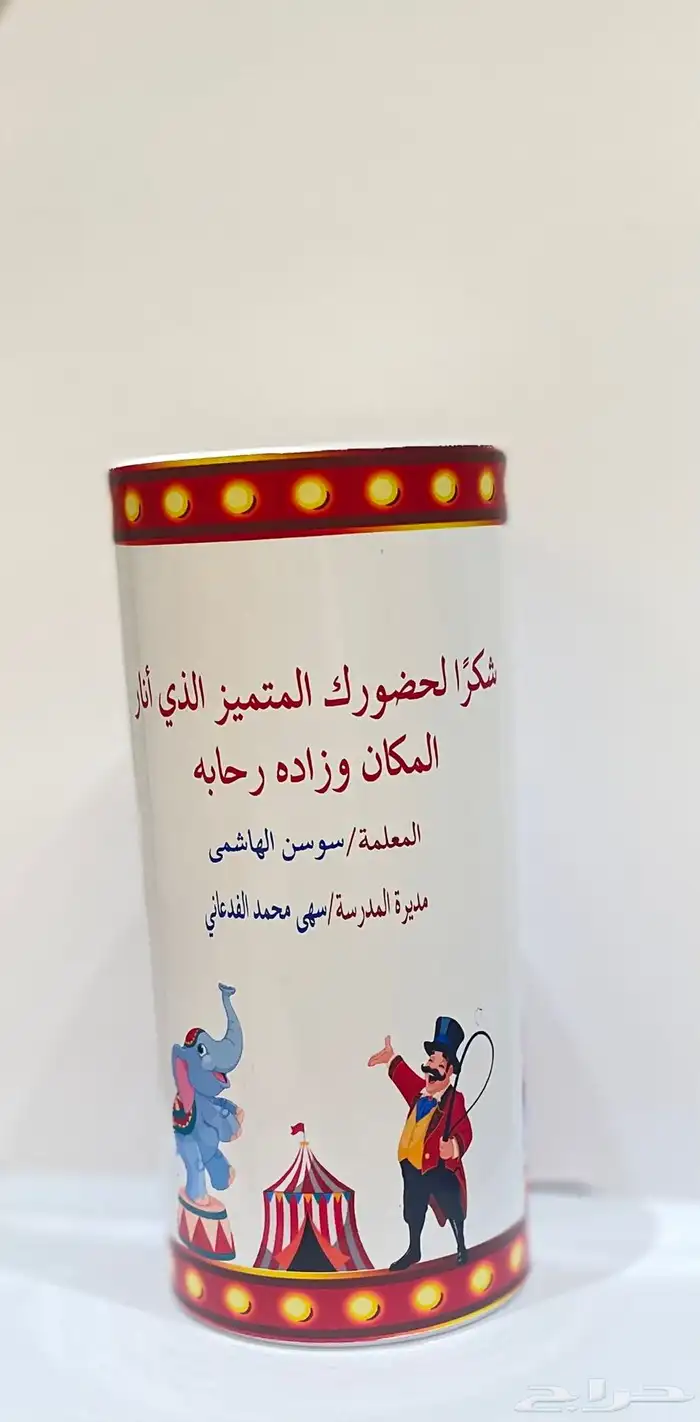 شكرًا لحضورك المتميز الذي أنار
المكان وزاده رحابه
المعلمة/سوسن الهاشمى
مديرة المدرسة/سهى محمد الفدعاني
حراج